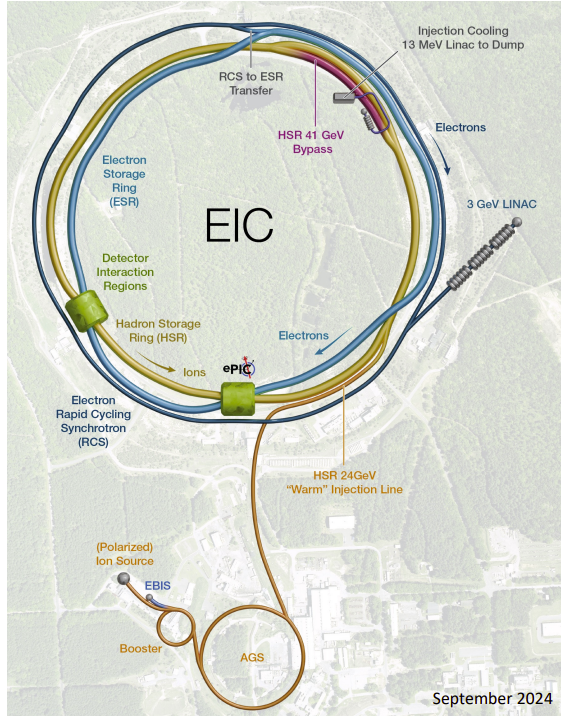 Injection Cooling
13 MeV Linac to Dump
RCS to ESR
Transfer
HSR 41 GeV
Bypass
Electrons
Electron
Storage
Ring
(ESR)
3 GeV LINAC
EIC
Detector
Interaction
Regions
Hadron Storage
Ring (HSR)
Ions
Electrons
ePIC
Electron
Rapid Cycling
Synchrotron
(RCS)
HSR 24GeV
“Warm” Injection Line
(Polarized)
Ion Source
EBIS
Booster
AGS
September 2024